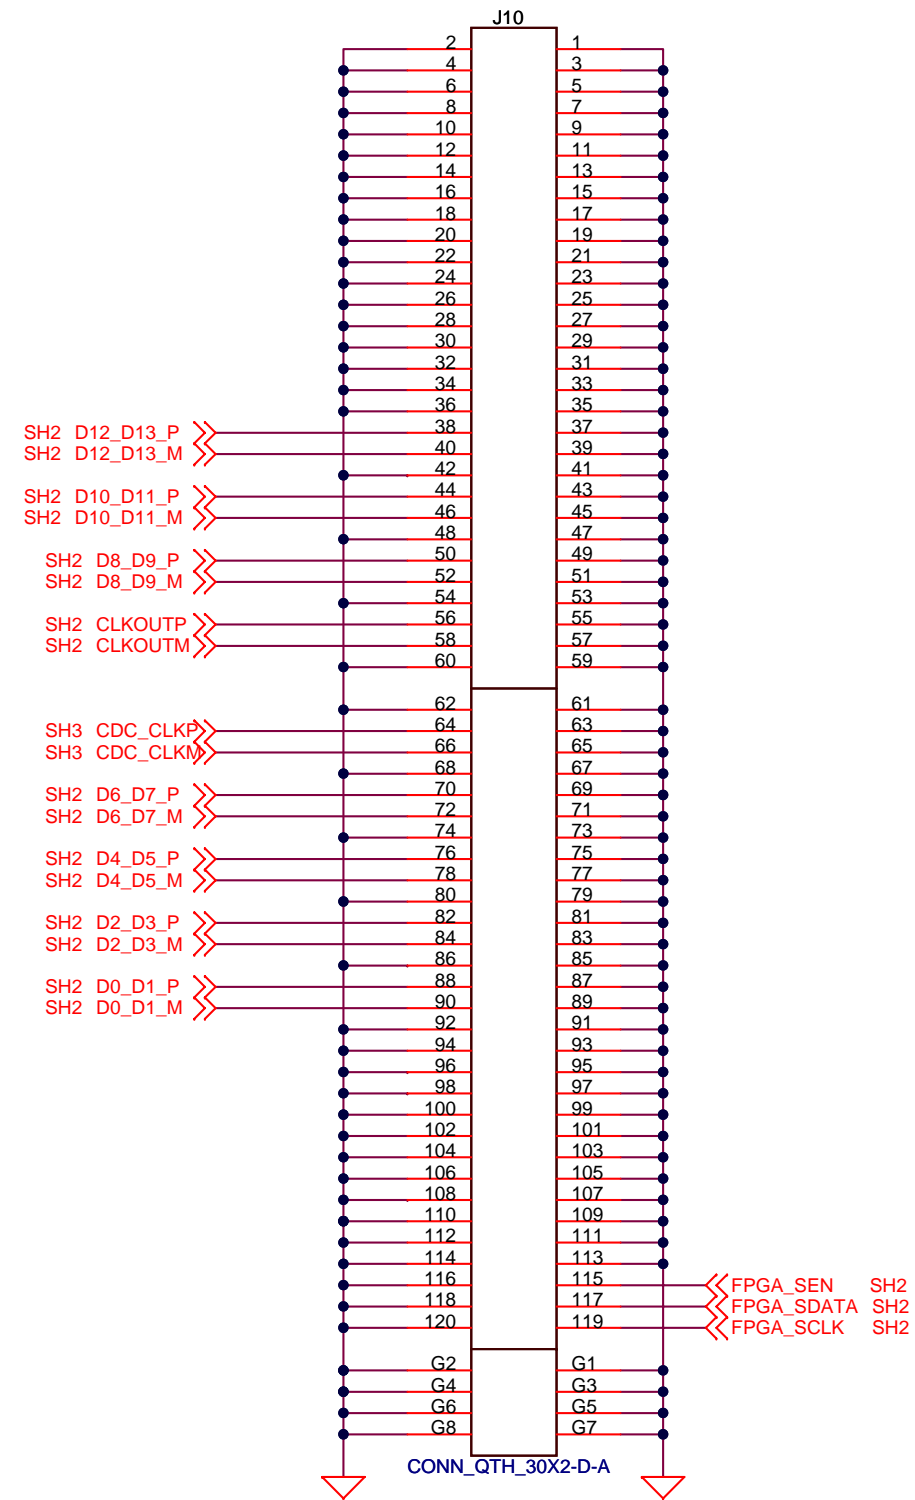 J10
2 1
4 3
6 5
8 7
10 9
12 11
14 13
16 15
18 17
20 19
22 21
24 23
26 25
28 27
30 29
32 31
34 33
36 35
SH2 D12_D13_P 38 37
SH2 D12_D13_M 40 39
42 41
SH2 D10_D11_P 44 43
SH2 D10_D11_M 46 45
48 47
SH2 D8_D9_P 50 49
SH2 D8_D9_M 52 51
54 53
SH2 CLKOUTP 56 55
SH2 CLKOUTM 58 57
60 59
62 61
SH3 CDC_CLKP 64 63
SH3 CDC_CLKM 66 65
68 67
SH2 D6_D7_P 70 69
SH2 D6_D7_M 72 71
74 73
SH2 D4_D5_P 76 75
SH2 D4_D5_M 78 77
80 79
SH2 D2_D3_P 82 81
SH2 D2_D3_M 84 83
86 85
SH2 D0_D1_P 88 87
SH2 D0_D1_M 90 89
92 91
94 93
96 95
98 97
100 99
102 101
104 103
106 105
108 107
110 109
112 111
114 113
116 115 FPGA_SEN SH2
118 117 FPGA_SDATA SH2
120 119 FPGA_SCLK SH2
G2 G1
G4 G3
G6 G5
G8 G7
CONN_QTH_30X2-D-A